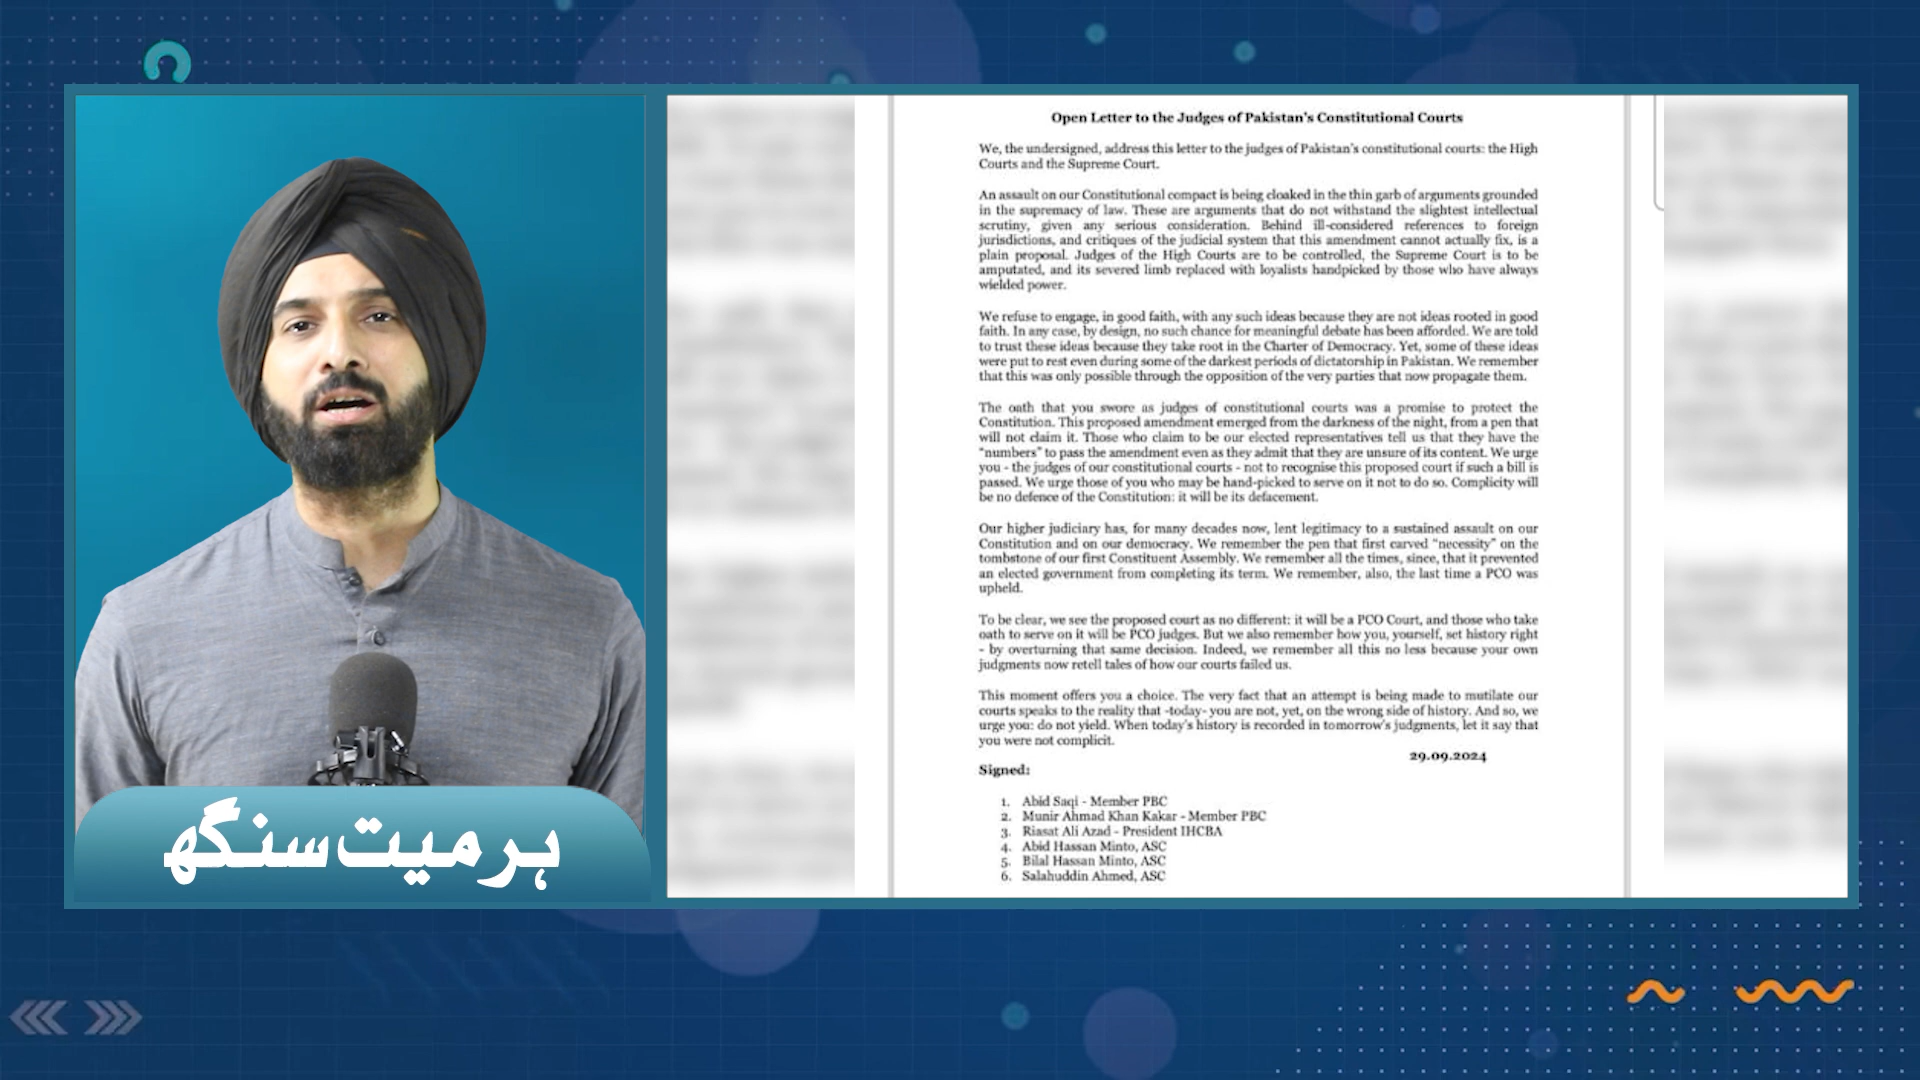 Open Letter to the Judges of Pakistan's Constitutional Courts
We, the undersigned, address this letter to the judges of Pakistan's constitutional courts: the High
Courts and the Supreme Court.
An assault on our Constitutional compact is being cloaked in the thin garb of arguments grounded
in the supremacy of law. These are arguments that do not withstand the slightest intellectual
scrutiny, given any serious consideration. Behind ill-considered references to foreign
jurisdictions, and critiques of the judicial system that this amendment cannot actually fix, is a
plain proposal. Judges of the High Courts are to be controlled, the Supreme Court is to be
amputated, and its severed limb replaced with loyalists handpicked by those who have always
wielded power.
We refuse to engage, in good faith, with any such ideas because they are not ideas rooted in good
faith. In any case, by design, no such chance for meaningful debate has been afforded. We are told
to trust these ideas because they take root in the Charter of Democracy. Yet, some of these ideas
were put to rest even during some of the darkest periods of dictatorship in Pakistan. We remember
that this was only possible through the opposition of the very parties that now propagate them.
The oath that you swore as judges of constitutional courts was a promise to protect the
Constitution. This proposed amendment emerged from the darkness of the night, from a pen that
will not claim it. Those who claim to be our elected representatives tell us that they have the
"numbers" to pass the amendment even as they admit that they are unsure of its content. We urge
you - the judges of our constitutional courts - not to recognise this proposed court if such a bill is
passed. We urge those of you who may be hand-picked to serve on it not to do so. Complicity will
be no defence of the Constitution: it will be its defacement.
Our higher judiciary has, for many decades now, lent legitimacy to a sustained assault on our
Constitution and on our democracy. We remember the pen that first carved "necessity" on the
tombstone of our first Constituent Assembly. We remember all the times, since, that it prevented
an elected government from completing its term. We remember, also, the last time a PCO was
upheld.
To be clear, we see the proposed court as no different: it will be a PCO Court, and those who take
oath to serve on it will be PCO judges. But we also remember how you, yourself, set history right
- by overturning that same decision. Indeed, we remember all this no less because your own
judgments now retell tales of how our courts failed us.
This moment offers you a choice. The very fact that an attempt is being made to mutilate our
courts speaks to the reality that -today- you are not, yet, on the wrong side of history. And so, we
urge you: do not yield. When today's history is recorded in tomorrow's judgments, let it say that
you were not complicit.
29.09.2024
Signed:
1. Abid Saqi - Member PBC
2. Munir Ahmad Khan Kakar - Member PBC
3. Riasat Ali Azad - President IHCBA
4. Abid Hassan Minto, ASC
5. Bilal Hassan Minto, ASC
6. Salahuddin Ahmed, ASC
ہرمیت سنگھ